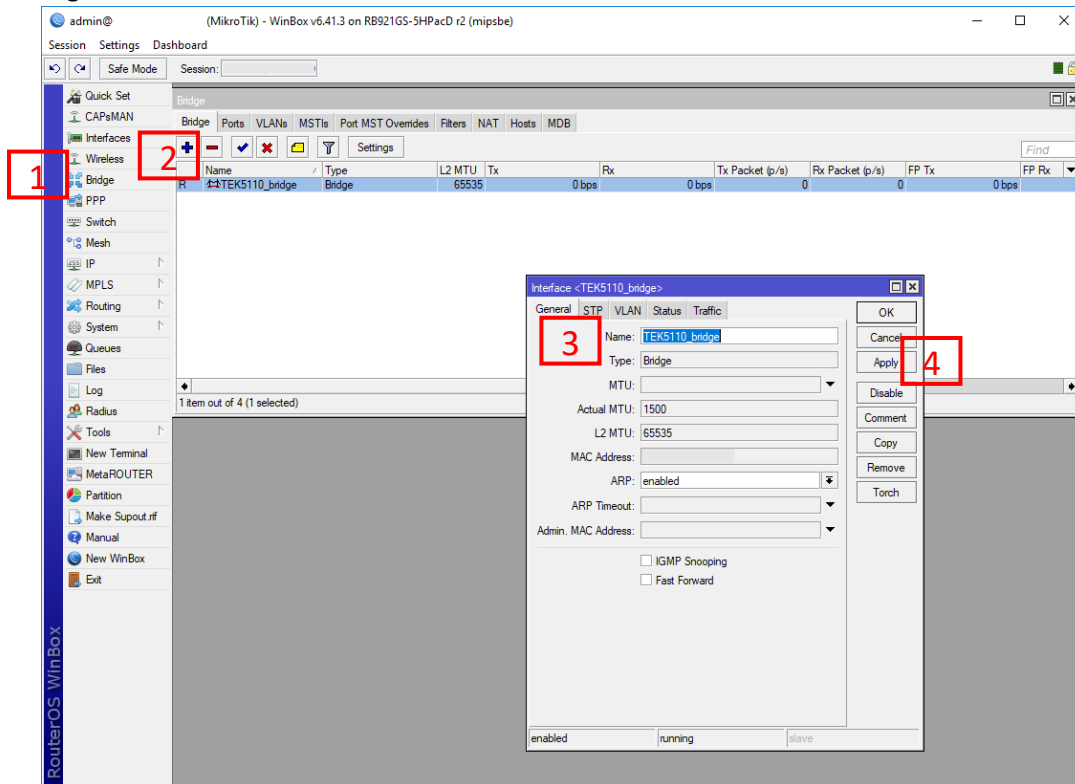 admin@ (MikroTik) - WinBox v6.41.3 on RB921GS-5HPacD r2 (mipsbe)
Session Settings Dashboard
Safe Mode Session:
Quick Set
CAPsMAN
Interfaces
Wireless
Bridge
PPP
Switch
Mesh
IP
MPLS
Routing
System
Queues
Files
Log
Radius
Tools
New Terminal
MetaROUTER
Partition
Make Supout.rif
Manual
New WinBox
Exit
RouterOS WinBox
1
2
Bridge
Bridge Ports VLANs MSTIs Port MST Overrides Filters NAT Hosts MDB
Settings
Find
Name Type L2 MTU Tx Rx Tx Packet (p/s) Rx Packet (p/s) FP Tx FP Rx
R TEK5110_bridge Bridge 65535 0 bps 0 bps 0 0 0 bps
1 item out of 4 (1 selected)
Interface <TEK5110_bridge>
General STP VLAN Status Traffic
3
Name: TEK5110_bridge
Type: Bridge
MTU:
Actual MTU: 1500
L2 MTU: 65535
MAC Address:
ARP: enabled
ARP Timeout:
Admin. MAC Address:
IGMP Snooping
Fast Forward
OK
Cancel
Apply
4
Disable
Comment
Copy
Remove
Torch
enabled running slave